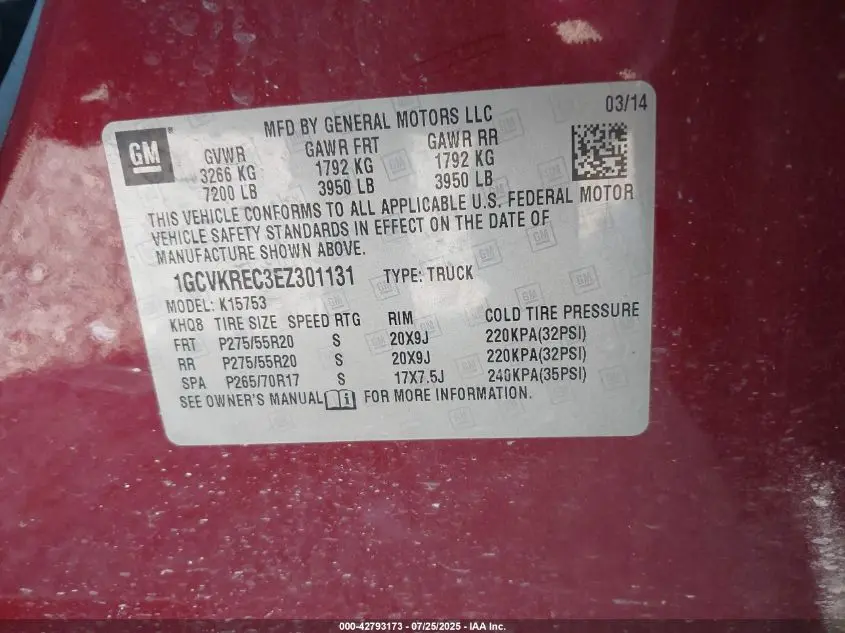 03/14
GM®
MFD BY GENERAL MOTORS LLC
GVWR GAWR FRT GAWR RR
3266 KG 1792 KG 1792 KG
7200 LB 3950 LB 3950 LB
THIS VEHICLE CONFORMS TO ALL APPLICABLE U.S. FEDERAL MOTOR
VEHICLE SAFETY STANDARDS IN EFFECT ON THE DATE OF
MANUFACTURE SHOWN ABOVE.
1GCVKREC3EZ301131 TYPE: TRUCK
MODEL: K15753
KHQ8 TIRE SIZE SPEED RTG RIM COLD TIRE PRESSURE
FRT P275/55R20 S 20X9J 220KPA(32PSI)
RR P275/55R20 S 20X9J 220KPA(32PSI)
SPA P265/70R17 S 17X7.5J 240KPA(35PSI)
SEE OWNER'S MANUAL FOR MORE INFORMATION.
000-42793173 - 07/25/2025 - IAA Inc.